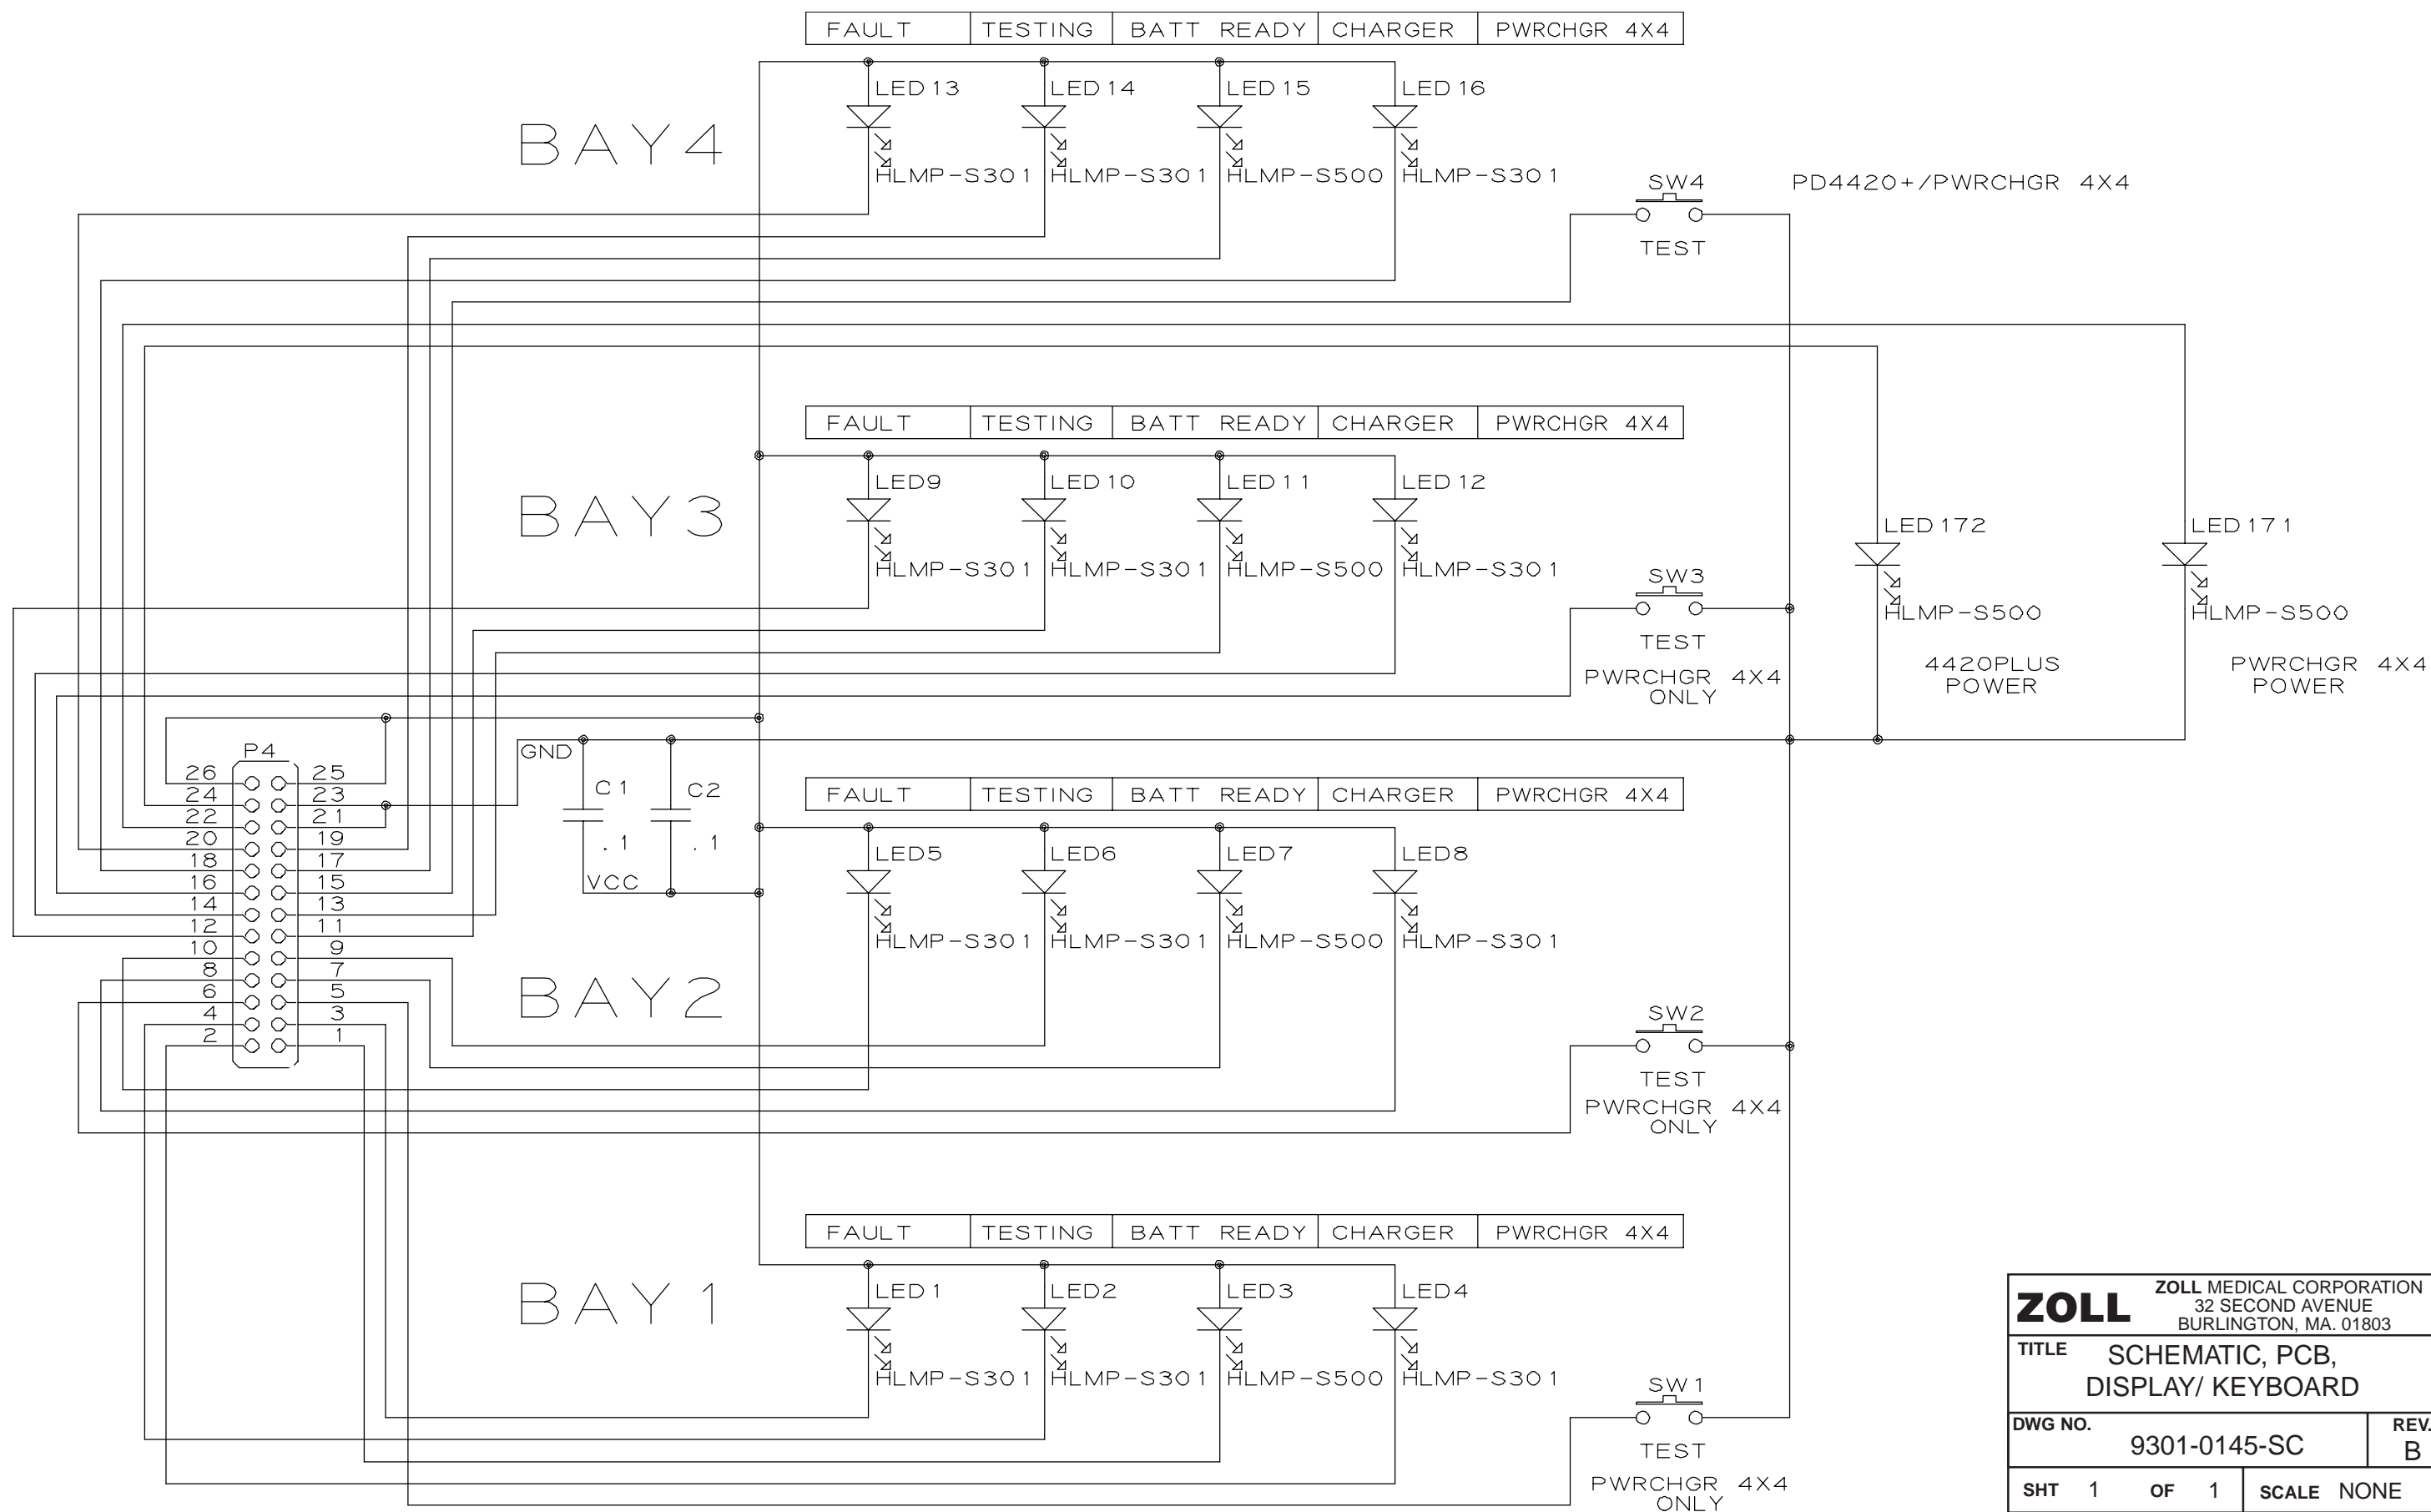 FAULT TESTING BATT READY CHARGER PWRCHGR 4X4
LED13 LED14 LED15 LED16
BAY4
HLMP-S301 HLMP-S301 HLMP-S500 HLMP-S301
SW4
TEST
PD4420+/PWRCHGR 4X4
FAULT TESTING BATT READY CHARGER PWRCHGR 4X4
LED9 LED10 LED11 LED12
BAY3
HLMP-S301 HLMP-S301 HLMP-S500 HLMP-S301
SW3
TEST
PWRCHGR 4X4
ONLY
LED172
HLMP-S500
4420PLUS
POWER
LED171
HLMP-S500
PWRCHGR 4X4
POWER
P4
26 25
24 23
22 21
20 19
18 17
16 15
14 13
12 11
10 9
8 7
6 5
4 3
2 1
GND
C1 C2
.1 .1
VCC
FAULT TESTING BATT READY CHARGER PWRCHGR 4X4
LED5 LED6 LED7 LED8
HLMP-S301 HLMP-S301 HLMP-S500 HLMP-S301
BAY2
SW2
TEST
PWRCHGR 4X4
ONLY
FAULT TESTING BATT READY CHARGER PWRCHGR 4X4
LED1 LED2 LED3 LED4
BAY1
HLMP-S301 HLMP-S301 HLMP-S500 HLMP-S301
SW1
TEST
PWRCHGR 4X4
ONLY
ZOLL
ZOLL MEDICAL CORPORATION
32 SECOND AVENUE
BURLINGTON, MA. 01803
TITLE SCHEMATIC, PCB,
DISPLAY/ KEYBOARD
DWG NO. 9301-0145-SC
REV. B
SHT 1 OF 1 SCALE NONE